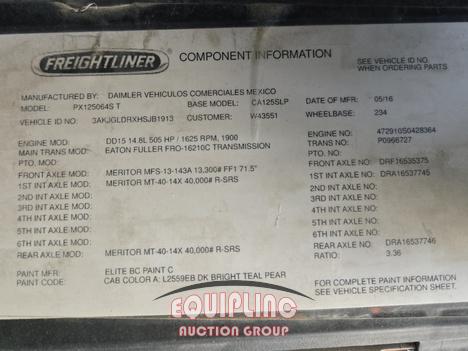 FREIGHTLINER
COMPONENT INFORMATION
SEE VEHICLE ID NO.
WHEN ORDERING PARTS
MANUFACTURED BY: DAIMLER VEHICULOS COMERCIALES MEXICO
MODEL: PX125064S T BASE MODEL: CA125SLP DATE OF MFD: 05/16
VEHICLE ID NO: 3AKJGLDRXHSJB1913 CUSTOMER: W43551 WHEELBASE: 234
ENGINE MOD: DD15 14.8L 505 HP / 1625 RPM, 1900 ENGINE NO: 472910S0428364
MAIN TRANS MOD: EATON FULLER FRO-16210C TRANSMISSION TRANS NO: P0966727
PTO. MOD: PTO NO:
FRONT AXLE MOD: MERITOR MFS-13-143A 13,300# FF1 71.5" FRONT AXLE NO: DRF16535375
1ST INT AXLE MOD: MERITOR MT-40-14X 40,000# R-SRS 1ST INT AXLE NO: DRA16537745
2ND INT AXLE MOD: 2ND INT AXLE NO:
3RD INT AXLE MOD: 3RD INT AXLE NO:
4TH INT AXLE MOD: 4TH INT AXLE NO:
5TH INT AXLE MOD: 5TH INT AXLE NO:
6TH INT AXLE MOD: 6TH INT AXLE NO:
REAR AXLE MOD: MERITOR MT-40-14X 40,000# R-SRS REAR AXLE NO: DRA16537746
RATIO: 3.36
PAINT MFR: ELITE BC PAINT C
PAINT CODE: CAB COLOR A: L2559EB DK BRIGHT TEAL PEAR
FOR COMPLETE PAINT INFORMATION
SEE VEHICLE SPECIFICATION SHEET.
EQUIPLINC
AUCTION GROUP